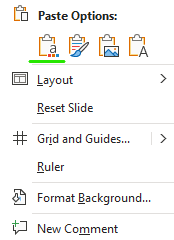 Paste Options:
Layout
Reset Slide
Grid and Guides...
Ruler
Format Background...
New Comment